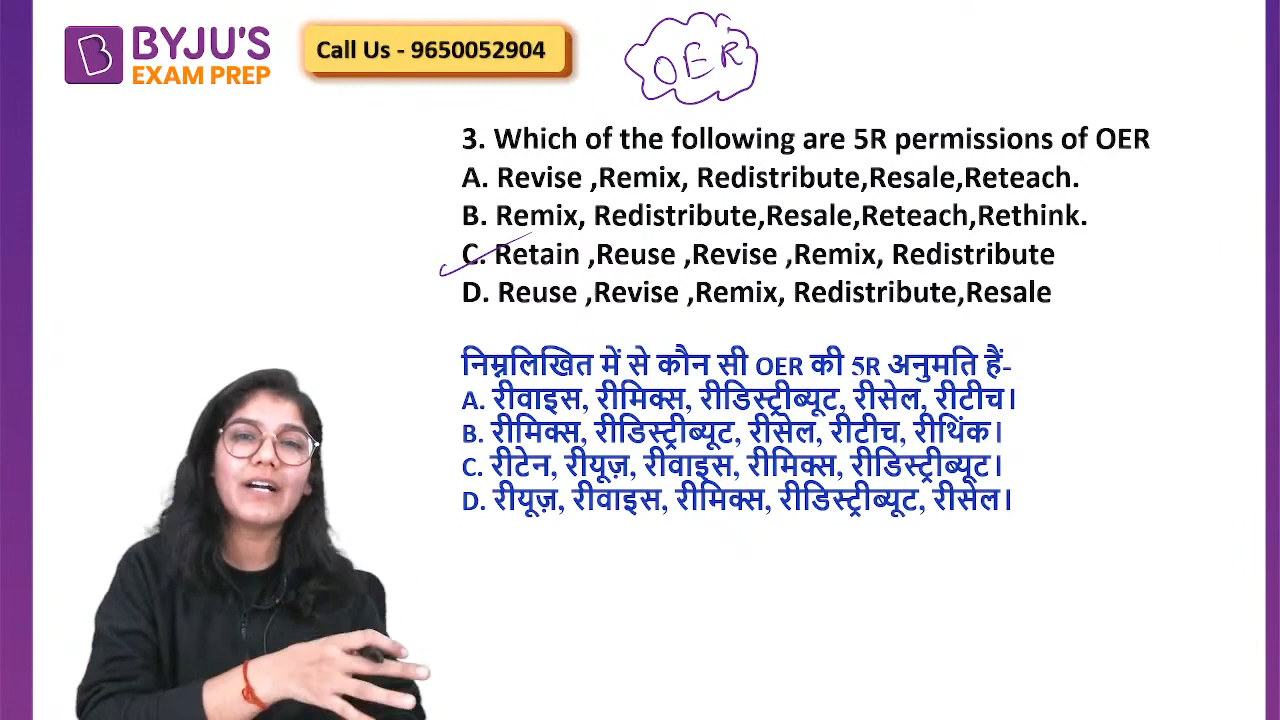 BYJU'S
EXAM PREP
Call Us - 9650052904
OER
3. Which of the following are 5R permissions of OER
A. Revise ,Remix, Redistribute,Resale,Reteach.
B. Remix, Redistribute,Resale,Reteach,Rethink.
C. Retain ,Reuse ,Revise ,Remix, Redistribute
D. Reuse ,Revise ,Remix, Redistribute,Resale
निम्नलिखित में से कौन सी OER की 5R अनुमति हैं-
A. रीवाइस, रीमिक्स, रीडिस्ट्रीब्यूट, रीसेल, रीटीच।
B. रीमिक्स, रीडिस्ट्रीब्यूट, रीसेल, रीटीच, रीथिंक।
C. रीटेन, रीयूज़, रीवाइस, रीमिक्स, रीडिस्ट्रीब्यूट।
D. रीयूज़, रीवाइस, रीमिक्स, रीडिस्ट्रीब्यूट, रीसेल।